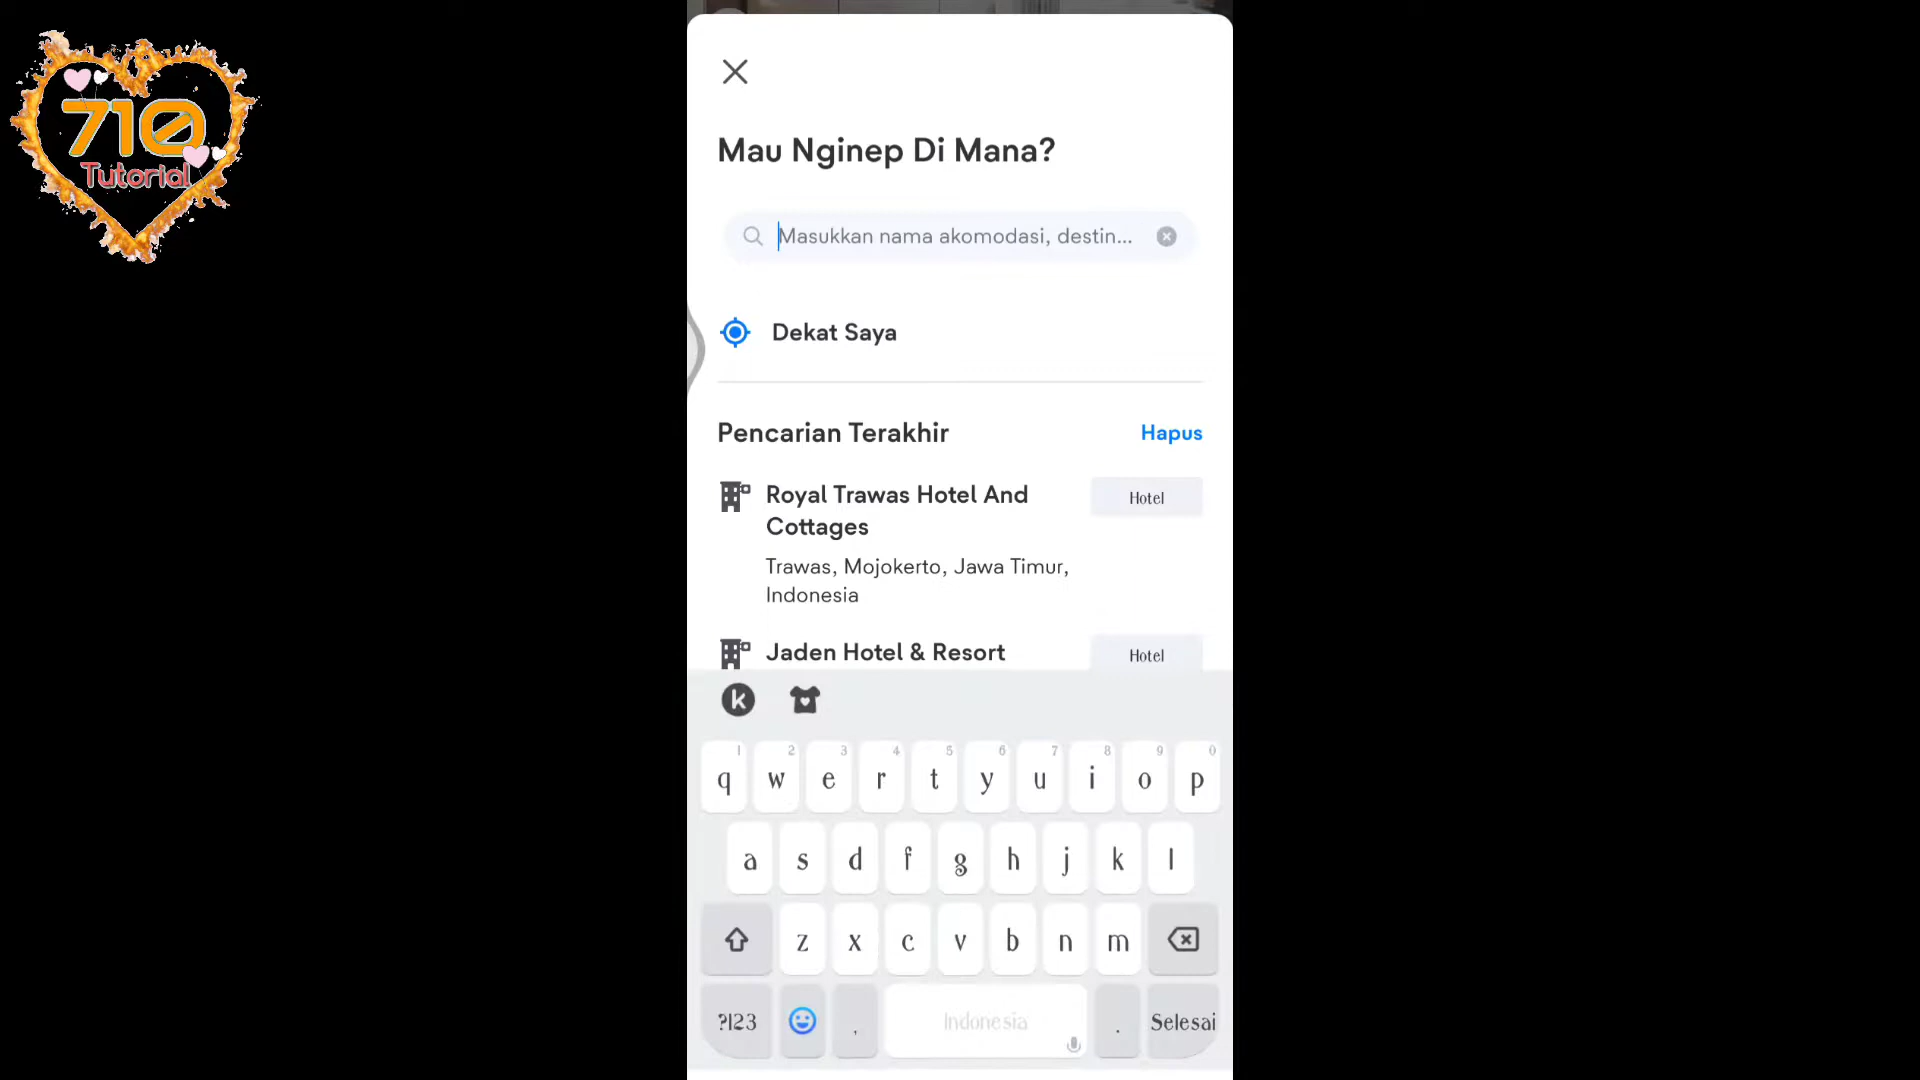 710
Tutorial
Mau Nginep Di Mana?
Masukkan nama akomodasi, destin...
Dekat Saya
Pencarian Terakhir
Hapus
Royal Trawas Hotel And
Cottages
Hotel
Trawas, Mojokerto, Jawa Timur,
Indonesia
Jaden Hotel & Resort
Hotel
k
1 2 3 4 5 6 7 8 9 0
q w e r t y u i o p
a s d f g h j k l
z x c v b n m
?123 , Indonesia . Selesai